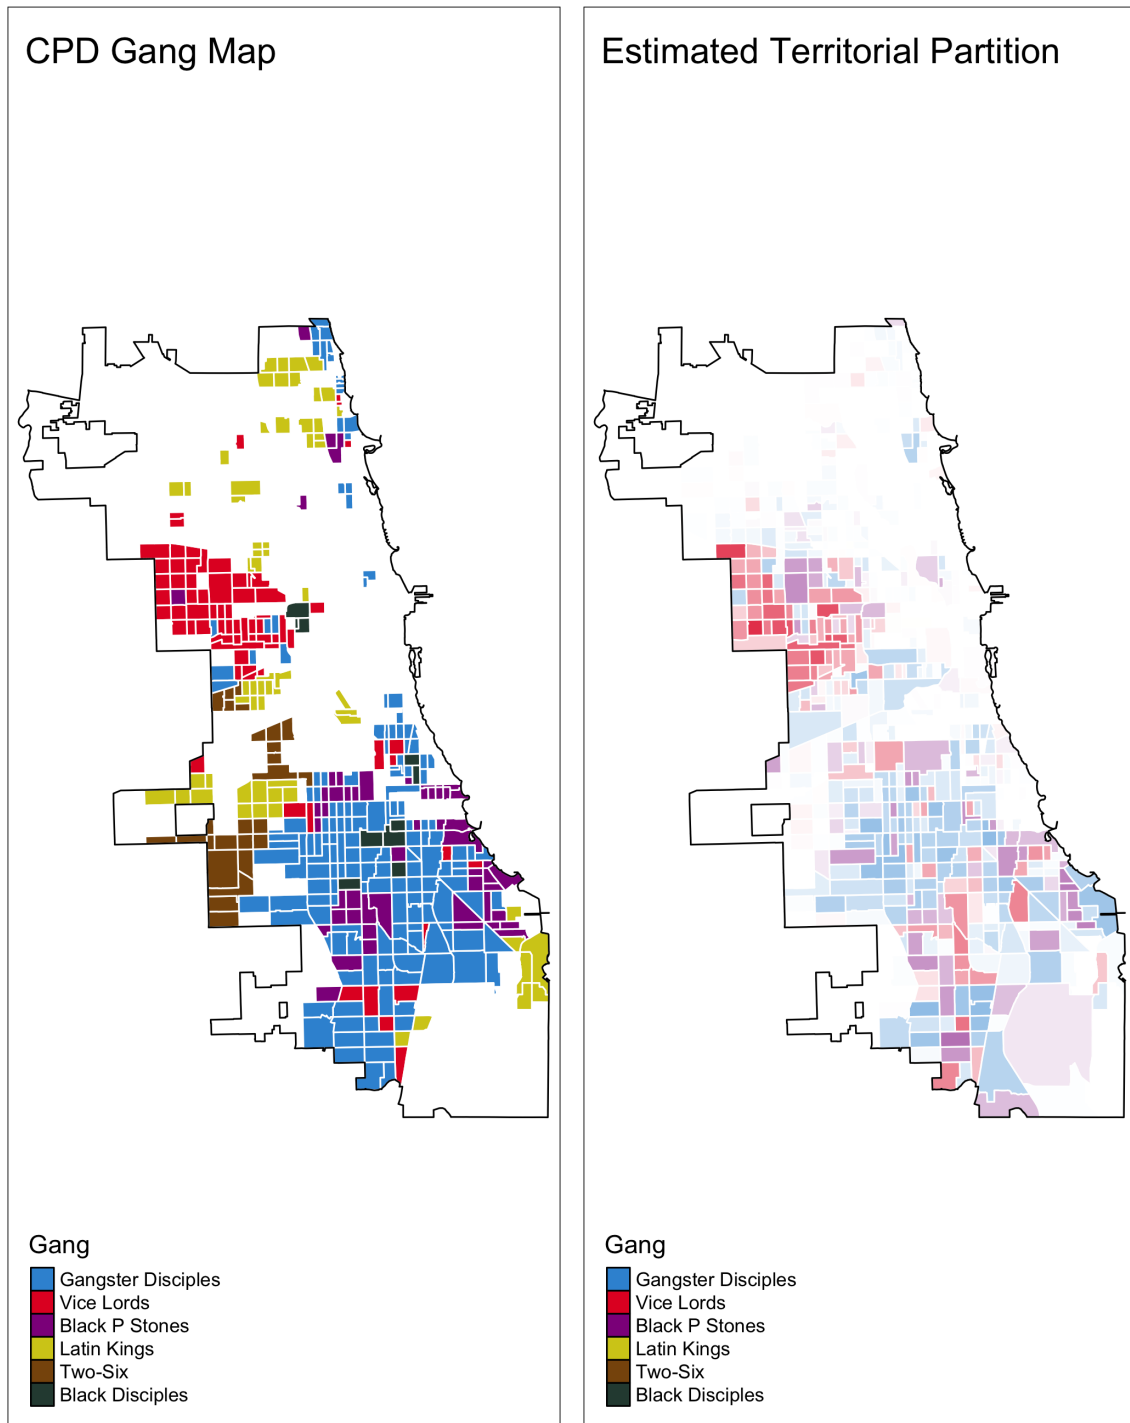 CPD Gang Map
Gang
Gangster Disciples
Vice Lords
Black P Stones
Latin Kings
Two-Six
Black Disciples
Estimated Territorial Partition
Gang
Gangster Disciples
Vice Lords
Black P Stones
Latin Kings
Two-Six
Black Disciples